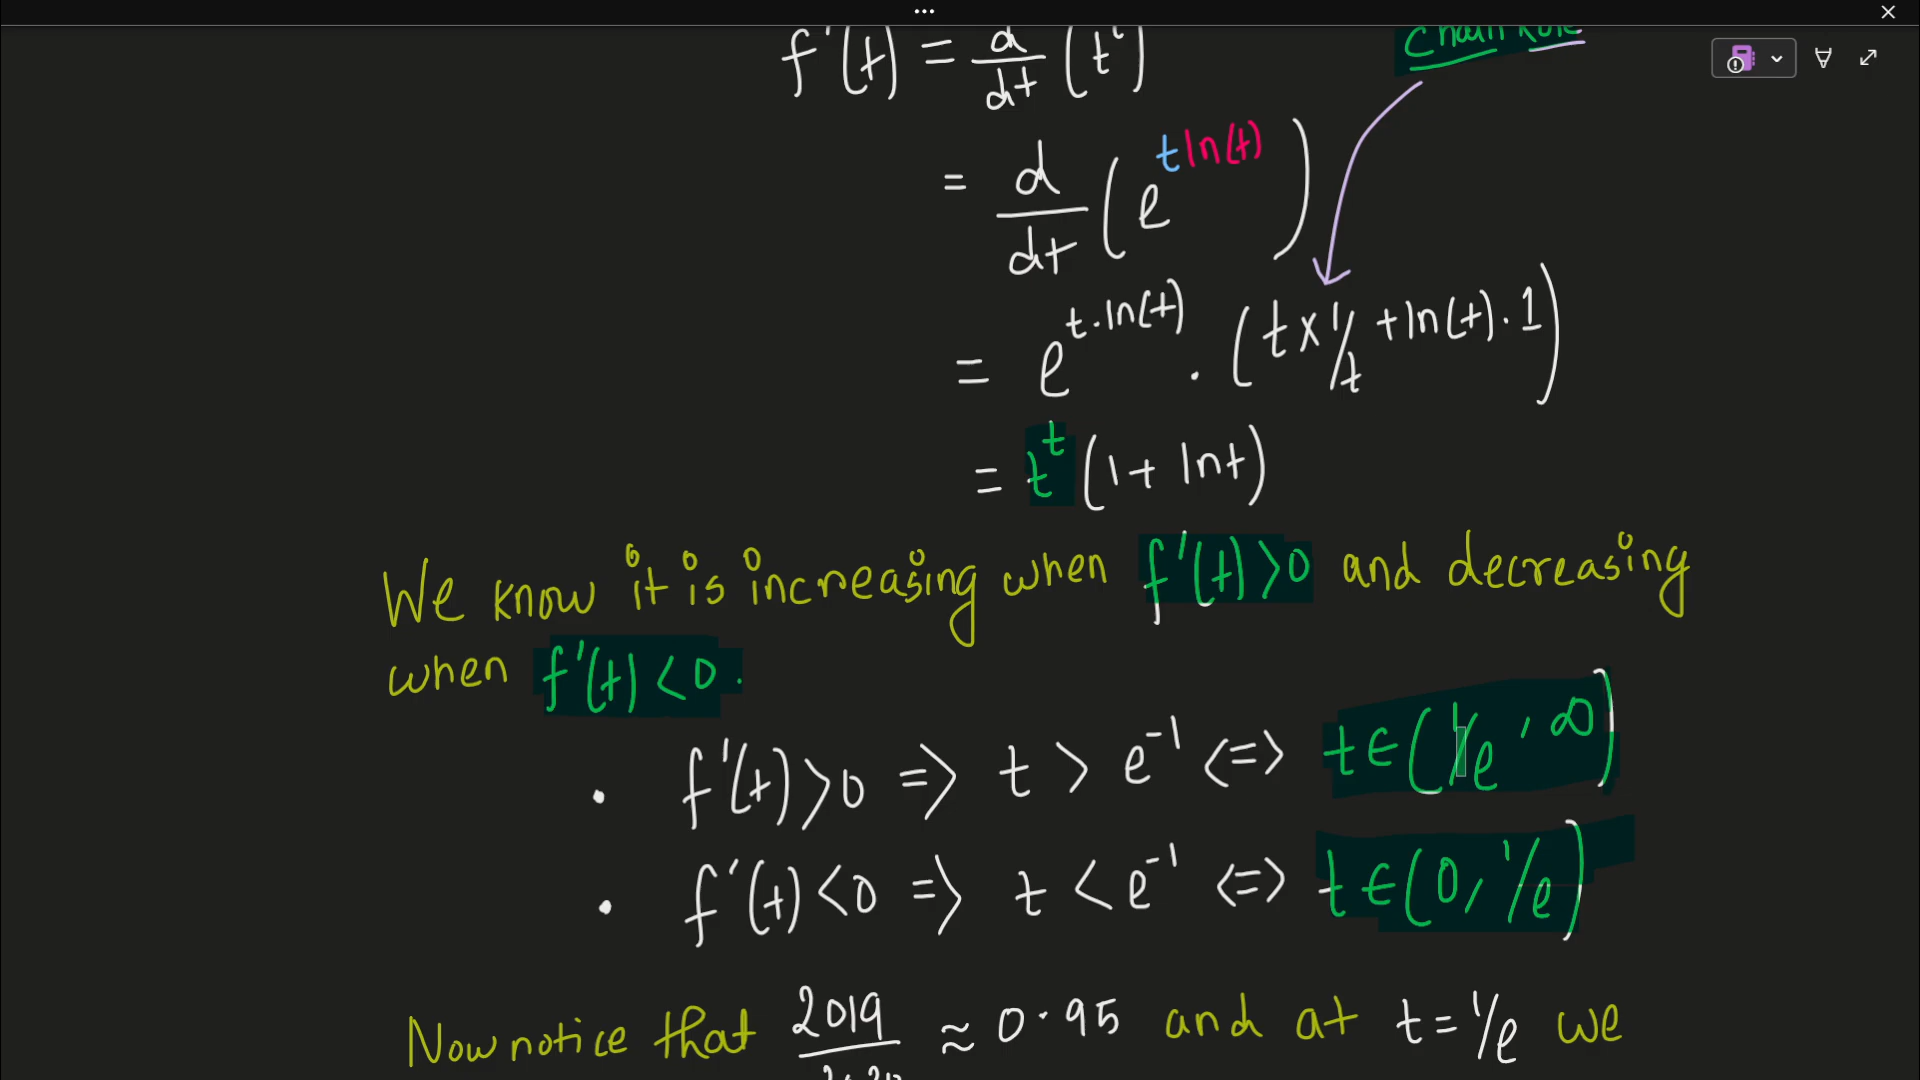 Chain Rule
f'(t) = d/dt (t^t)
= d/dt (e^{t ln(t)})
= e^{t·ln(t)} · (t × 1/t + ln(t)·1)
= t^t (1 + ln t)
We know it is increasing when f'(t) > 0 and decreasing
when f'(t) < 0.
• f'(t) > 0 => t > e^{-1} <=> t ∈ (1/e, ∞)
• f'(t) < 0 => t < e^{-1} <=> t ∈ (0, 1/e)
Now notice that 2019/ ≈ 0.95 and at t = 1/e we